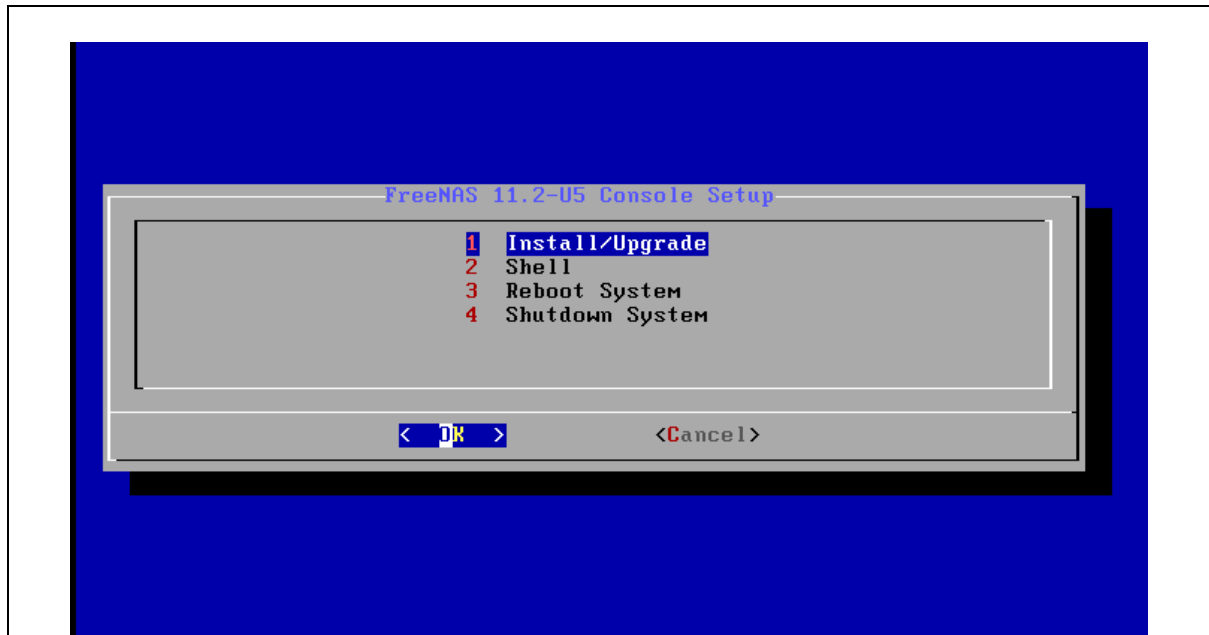 FreeNAS 11.2-U5 Console Setup
1 Install/Upgrade
2 Shell
3 Reboot System
4 Shutdown System
< OK > <Cancel>